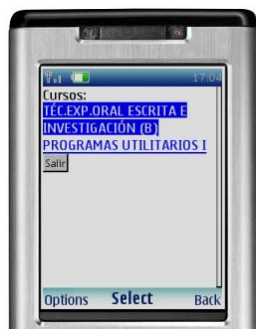 17:04
Cursos:
TÉC.EXP.ORAL ESCRITA E
INVESTIGACIÓN (B)
PROGRAMAS UTILITARIOS I
Salir
Options Select Back